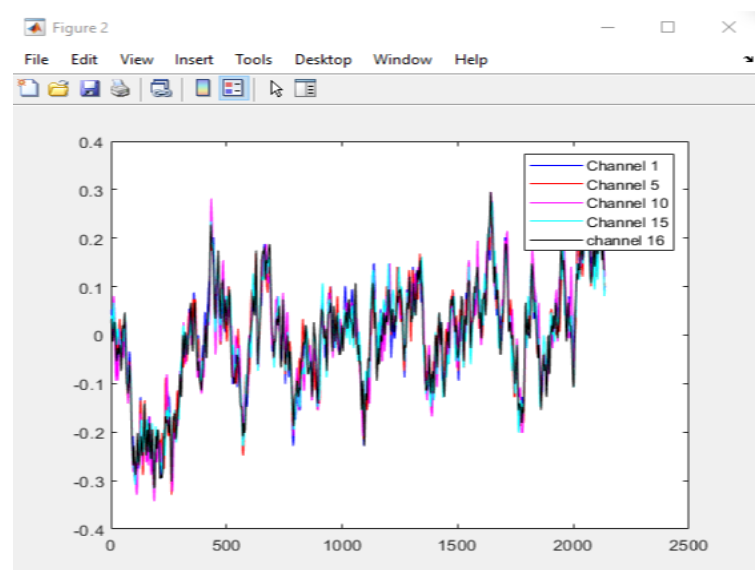 Figure 2
File Edit View Insert Tools Desktop Window Help
0.4
0.3
0.2
0.1
0
-0.1
-0.2
-0.3
-0.4
0 500 1000 1500 2000 2500
Channel 1
Channel 5
Channel 10
Channel 15
channel 16